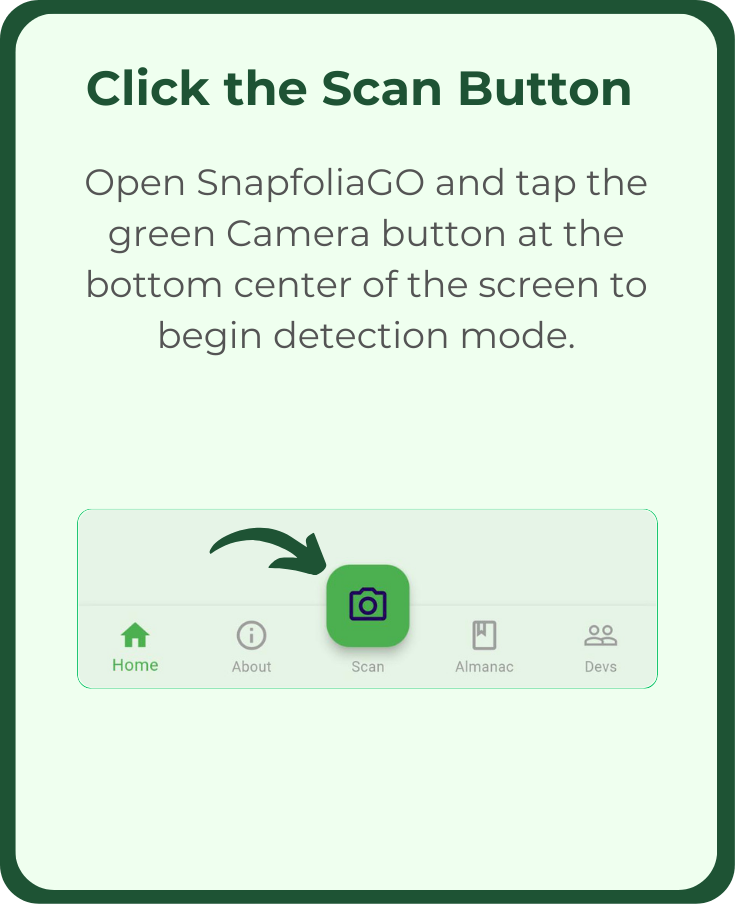 Click the Scan Button
Open SnapfoliaGO and tap the
green Camera button at the
bottom center of the screen to
begin detection mode.
Home
About
Scan
Almanac
Devs